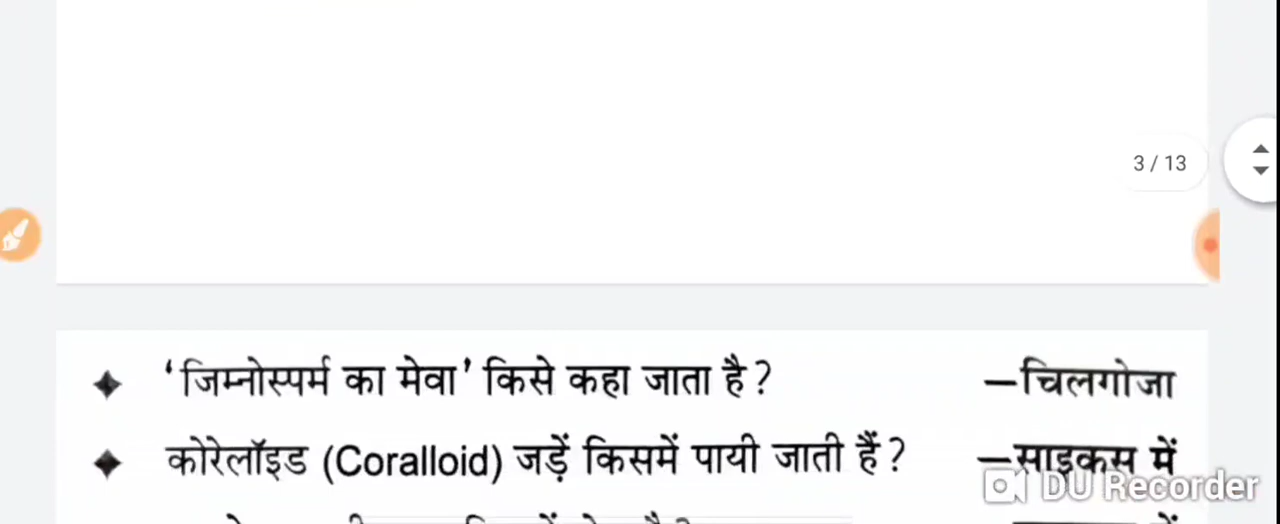 3 / 13
‘जिम्नोस्पर्म का मेवा’ किसे कहा जाता है? —चिलगोजा
कोरेलॉइड (Coralloid) जड़ें किसमें पायी जाती हैं? —साइकस में
DU Recorder